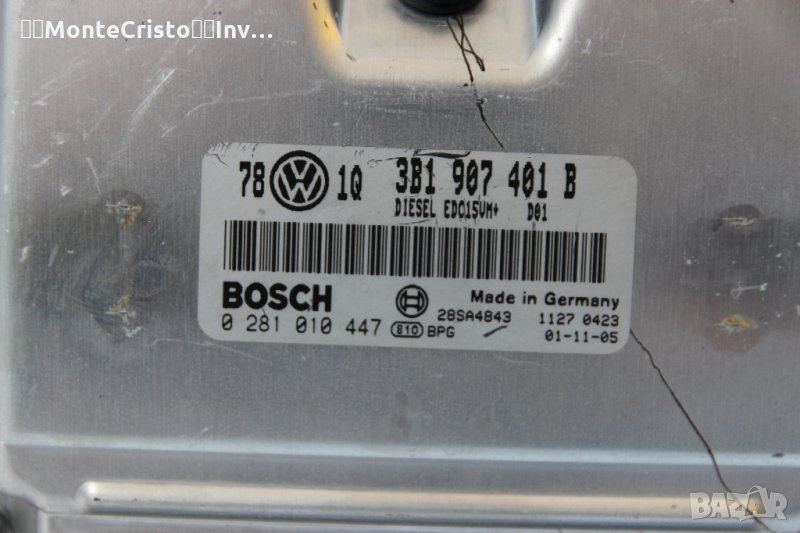 MonteCristo Inv...
78 VW 1Q 3B1 907 401 B
DIESEL EDC15VM+ D01
BOSCH
Made in Germany
0 281 010 447 810 BPG 28SA4843 1127 0423
01-11-05
BAZAR